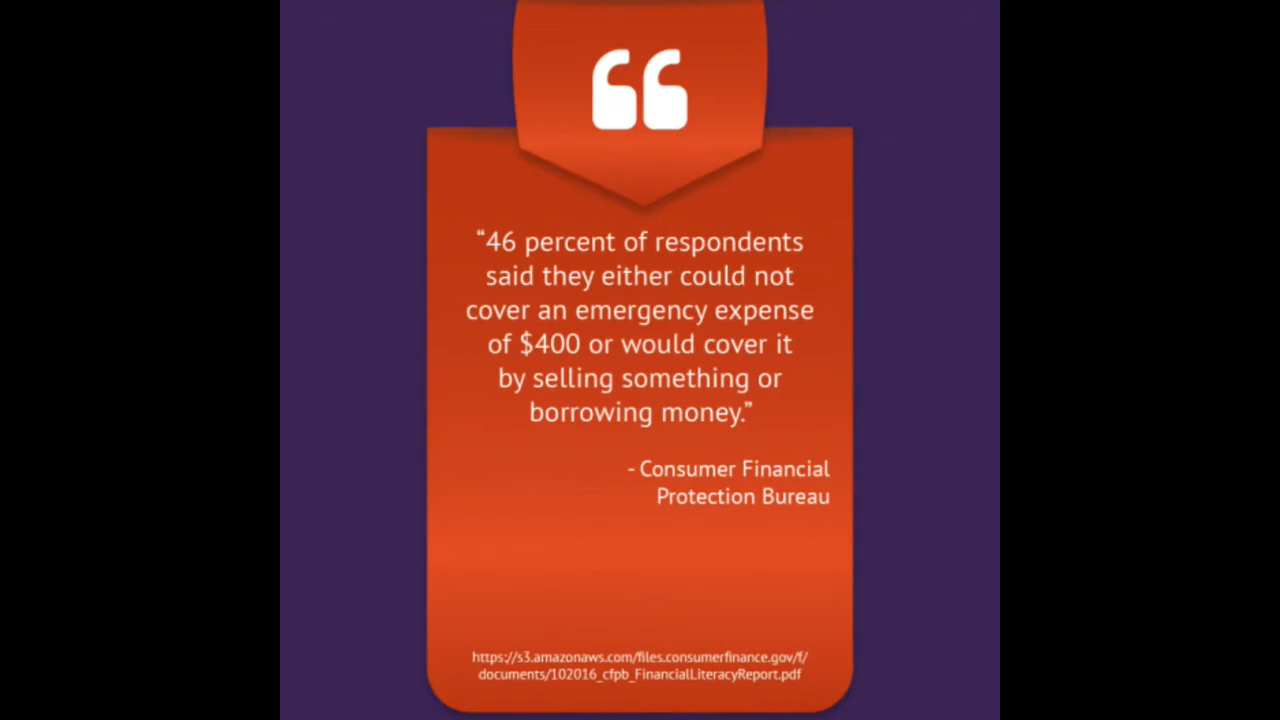 “46 percent of respondents
said they either could not
cover an emergency expense
of $400 or would cover it
by selling something or
borrowing money.”
- Consumer Financial
Protection Bureau
https://s3.amazonaws.com/files.consumerfinance.gov/f/
documents/102016_cfpb_FinancialLiteracyReport.pdf